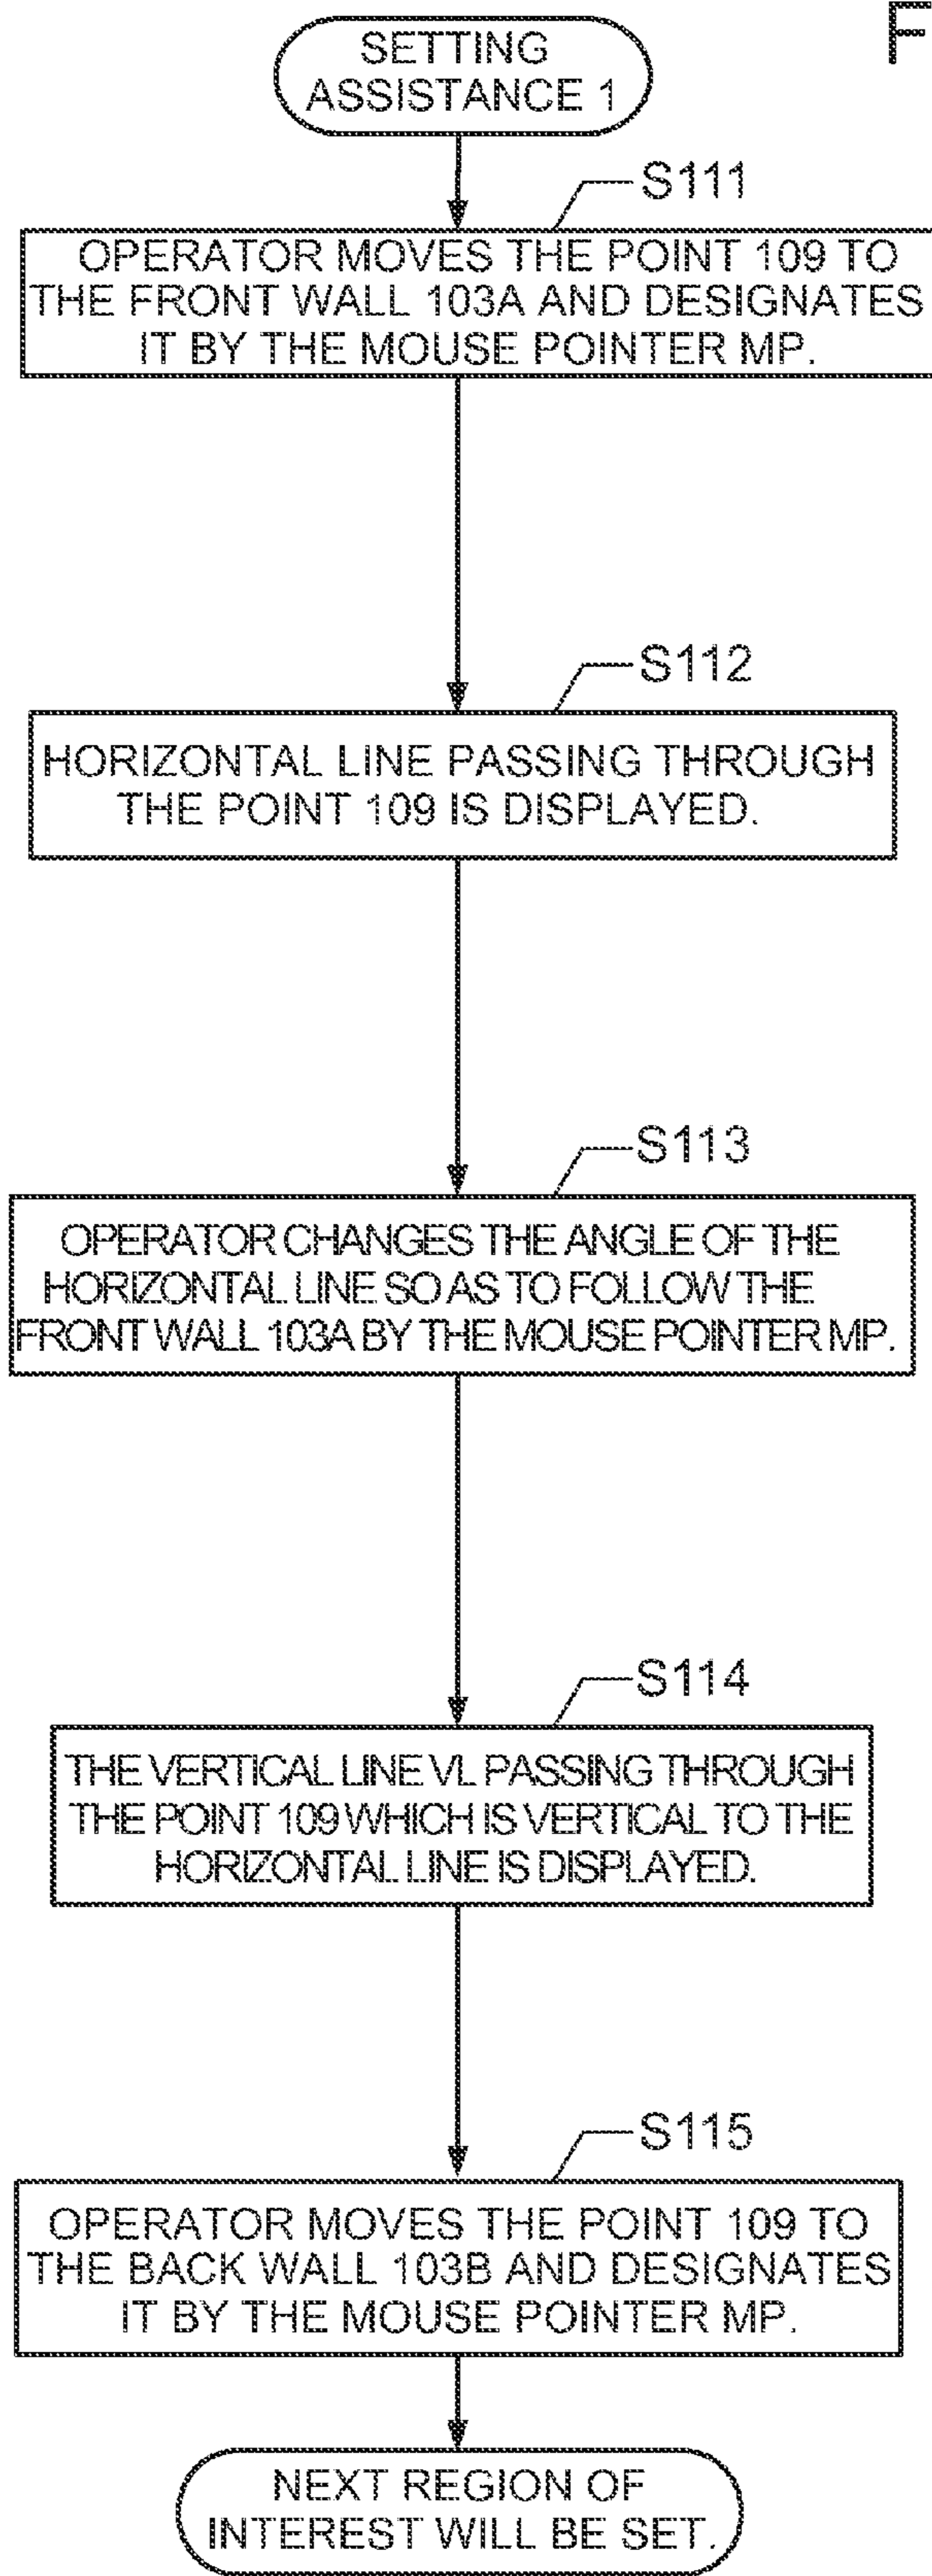 F
SETTING
ASSISTANCE 1
S111
OPERATOR MOVES THE POINT 109 TO
THE FRONT WALL 103A AND DESIGNATES
IT BY THE MOUSE POINTER MP.
S112
HORIZONTAL LINE PASSING THROUGH
THE POINT 109 IS DISPLAYED.
S113
OPERATOR CHANGES THE ANGLE OF THE
HORIZONTAL LINE SO AS TO FOLLOW THE
FRONT WALL 103A BY THE MOUSE POINTER MP.
S114
THE VERTICAL LINE VL PASSING THROUGH
THE POINT 109 WHICH IS VERTICAL TO THE
HORIZONTAL LINE IS DISPLAYED.
S115
OPERATOR MOVES THE POINT 109 TO
THE BACK WALL 103B AND DESIGNATES
IT BY THE MOUSE POINTER MP.
NEXT REGION OF
INTEREST WILL BE SET.